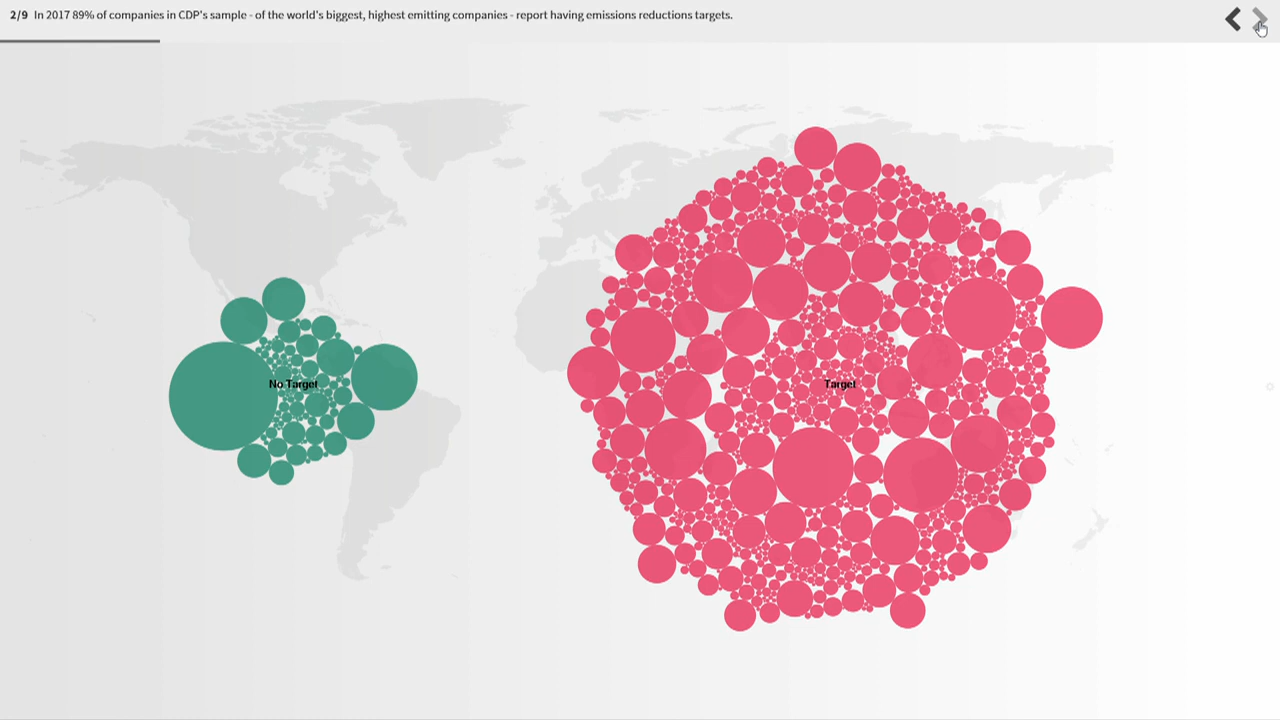 2/9 In 2017 89% of companies in CDP's sample - of the world's biggest, highest emitting companies - report having emissions reductions targets.
No Target
Target